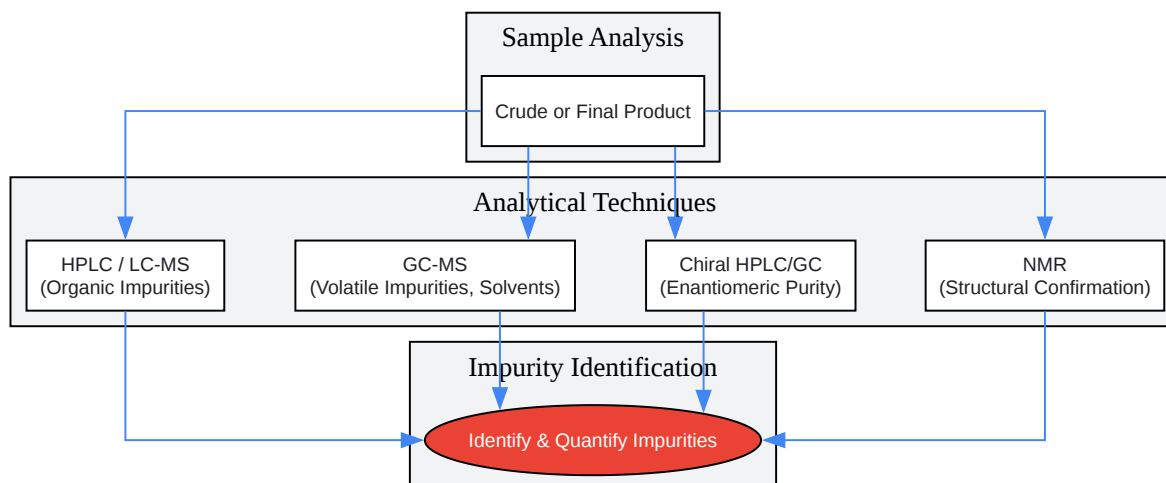 Sample Analysis
Crude or Final Product
Analytical Techniques
HPLC / LC-MS
(Organic Impurities)
GC-MS
(Volatile Impurities, Solvents)
Chiral HPLC/GC
(Enantiomeric Purity)
NMR
(Structural Confirmation)
Impurity Identification
Identify & Quantify Impurities